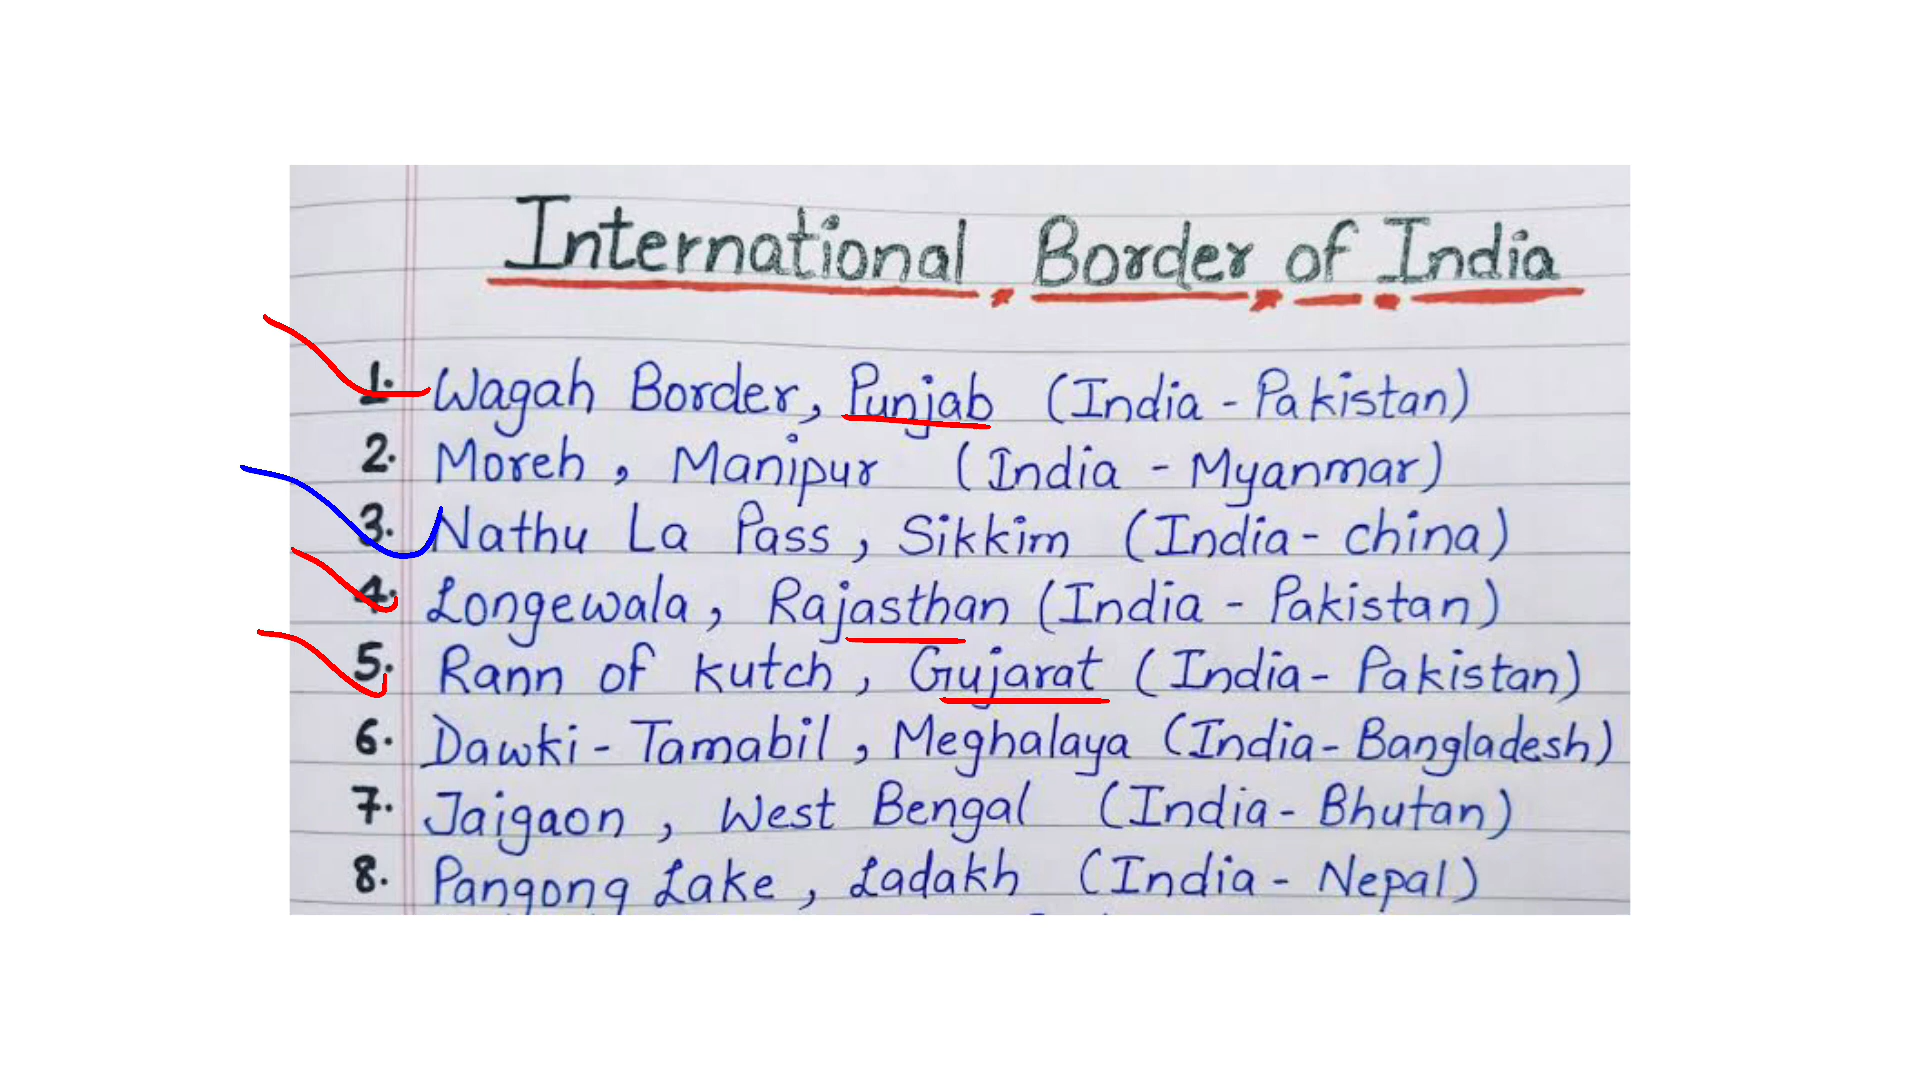 International Border of India
1. Wagah Border, Punjab (India - Pakistan)
2. Moreh, Manipur (India - Myanmar)
3. Nathu La Pass, Sikkim (India - china)
4. Longewala, Rajasthan (India - Pakistan)
5. Rann of kutch, Gujarat (India - Pakistan)
6. Dawki - Tamabil, Meghalaya (India - Bangladesh)
7. Jaigaon, West Bengal (India - Bhutan)
8. Pangong Lake, Ladakh (India - Nepal)